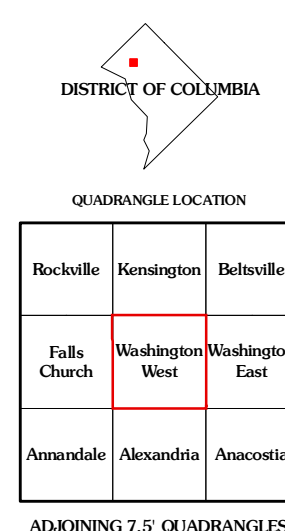 DISTRICT OF COLUMBIA
QUADRANGLE LOCATION
Rockville Kensington Beltsville
Falls Church Washington West Washingto East
Annandale Alexandria Anacostia
ADJOINING 7.5' QUADRANGLES